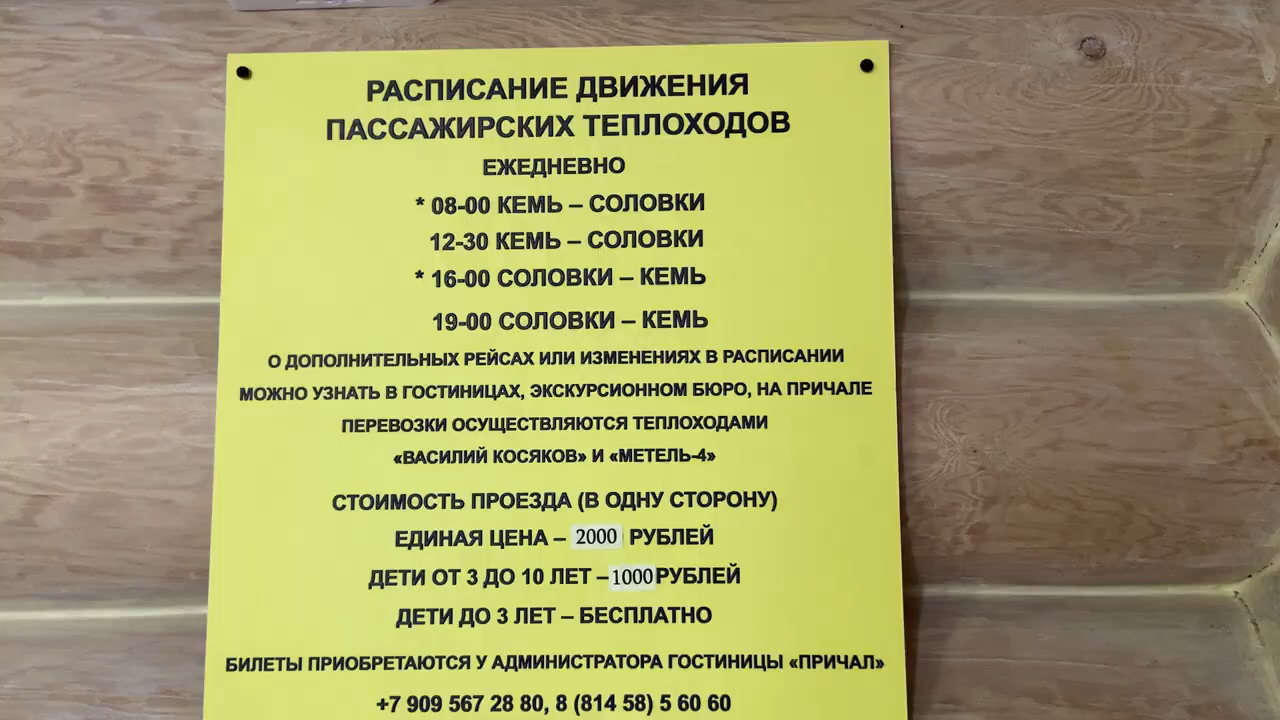 РАСПИСАНИЕ ДВИЖЕНИЯ
ПАССАЖИРСКИХ ТЕПЛОХОДОВ
ЕЖЕДНЕВНО
* 08-00 КЕМЬ – СОЛОВКИ
12-30 КЕМЬ – СОЛОВКИ
* 16-00 СОЛОВКИ – КЕМЬ
19-00 СОЛОВКИ – КЕМЬ
О ДОПОЛНИТЕЛЬНЫХ РЕЙСАХ ИЛИ ИЗМЕНЕНИЯХ В РАСПИСАНИИ
МОЖНО УЗНАТЬ В ГОСТИНИЦАХ, ЭКСКУРСИОННОМ БЮРО, НА ПРИЧАЛЕ
ПЕРЕВОЗКИ ОСУЩЕСТВЛЯЮТСЯ ТЕПЛОХОДАМИ
«ВАСИЛИЙ КОСЯКОВ» И «МЕТЕЛЬ-4»
СТОИМОСТЬ ПРОЕЗДА (В ОДНУ СТОРОНУ)
ЕДИНАЯ ЦЕНА – 2000 РУБЛЕЙ
ДЕТИ ОТ 3 ДО 10 ЛЕТ – 1000 РУБЛЕЙ
ДЕТИ ДО 3 ЛЕТ – БЕСПЛАТНО
БИЛЕТЫ ПРИОБРЕТАЮТСЯ У АДМИНИСТРАТОРА ГОСТИНИЦЫ «ПРИЧАЛ»
+7 909 567 28 80, 8 (814 58) 5 60 60